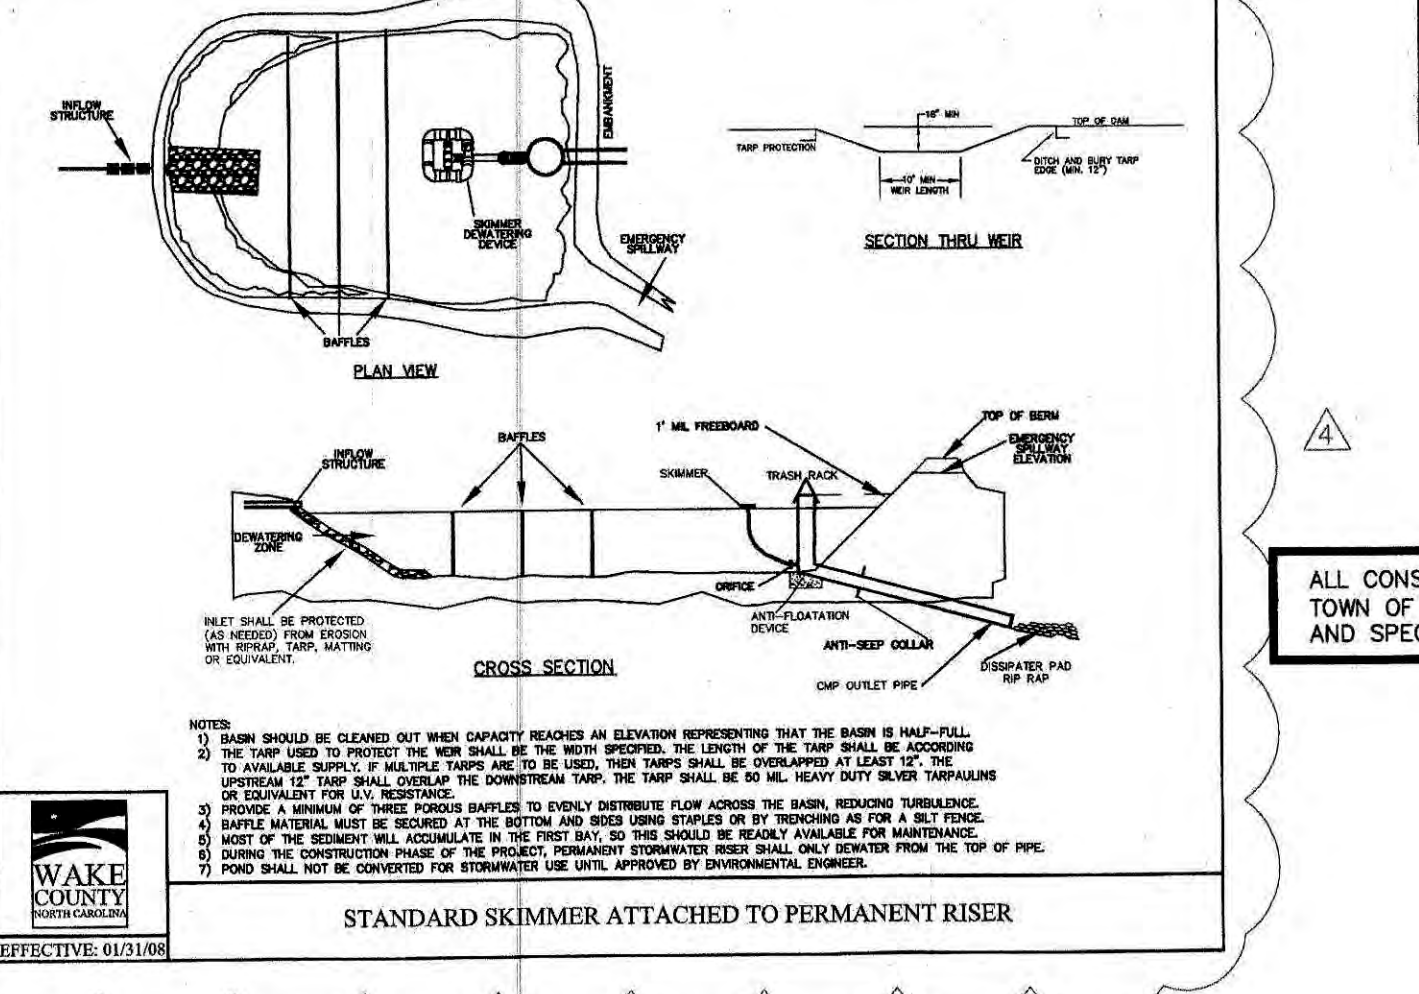 INFLOW
STRUCTURE
EMBANKMENT
SKIMMER
DEWATERING
DEVICE
EMERGENCY
SPILLWAY
BAFFLES
PLAN VIEW
18" MIN
TOP OF DAM
TARP PROTECTION
DITCH AND BURY TARP
EDGE (MIN. 12")
10' MIN
WEIR LENGTH
SECTION THRU WEIR
4
BAFFLES
1' MIL FREEBOARD
TOP OF BERM
EMERGENCY
SPILLWAY
ELEVATION
INFLOW
STRUCTURE
SKIMMER
TRASH RACK
DEWATERING
ZONE
ORIFICE
INLET SHALL BE PROTECTED
(AS NEEDED) FROM EROSION
WITH RIPRAP, TARP, MATTING
OR EQUIVALENT.
ANTI-FLOATATION
DEVICE
ANTI-SEEP COLLAR
CMP OUTLET PIPE
DISSIPATER PAD
RIP RAP
CROSS SECTION
ALL CONS
TOWN OF
AND SPEC
NOTES:
1) BASIN SHOULD BE CLEANED OUT WHEN CAPACITY REACHES AN ELEVATION REPRESENTING THAT THE BASIN IS HALF-FULL.
2) THE TARP USED TO PROTECT THE WEIR SHALL BE THE WIDTH SPECIFIED. THE LENGTH OF THE TARP SHALL BE ACCORDING
TO AVAILABLE SUPPLY. IF MULTIPLE TARPS ARE TO BE USED, THEN TARPS SHALL BE OVERLAPPED AT LEAST 12". THE
UPSTREAM 12" TARP SHALL OVERLAP THE DOWNSTREAM TARP. THE TARP SHALL BE 50 MIL HEAVY DUTY SILVER TARPAULINS
OR EQUIVALENT FOR U.V. RESISTANCE.
3) PROVIDE A MINIMUM OF THREE POROUS BAFFLES TO EVENLY DISTRIBUTE FLOW ACROSS THE BASIN, REDUCING TURBULENCE.
4) BAFFLE MATERIAL MUST BE SECURED AT THE BOTTOM AND SIDES USING STAPLES OR BY TRENCHING AS FOR A SILT FENCE.
5) MOST OF THE SEDIMENT WILL ACCUMULATE IN THE FIRST BAY, SO THIS SHOULD BE READILY AVAILABLE FOR MAINTENANCE.
6) DURING THE CONSTRUCTION PHASE OF THE PROJECT, PERMANENT STORMWATER RISER SHALL ONLY DEWATER FROM THE TOP OF PIPE.
7) POND SHALL NOT BE CONVERTED FOR STORMWATER USE UNTIL APPROVED BY ENVIRONMENTAL ENGINEER.
WAKE
COUNTY
NORTH CAROLINA
EFFECTIVE: 01/31/08
STANDARD SKIMMER ATTACHED TO PERMANENT RISER